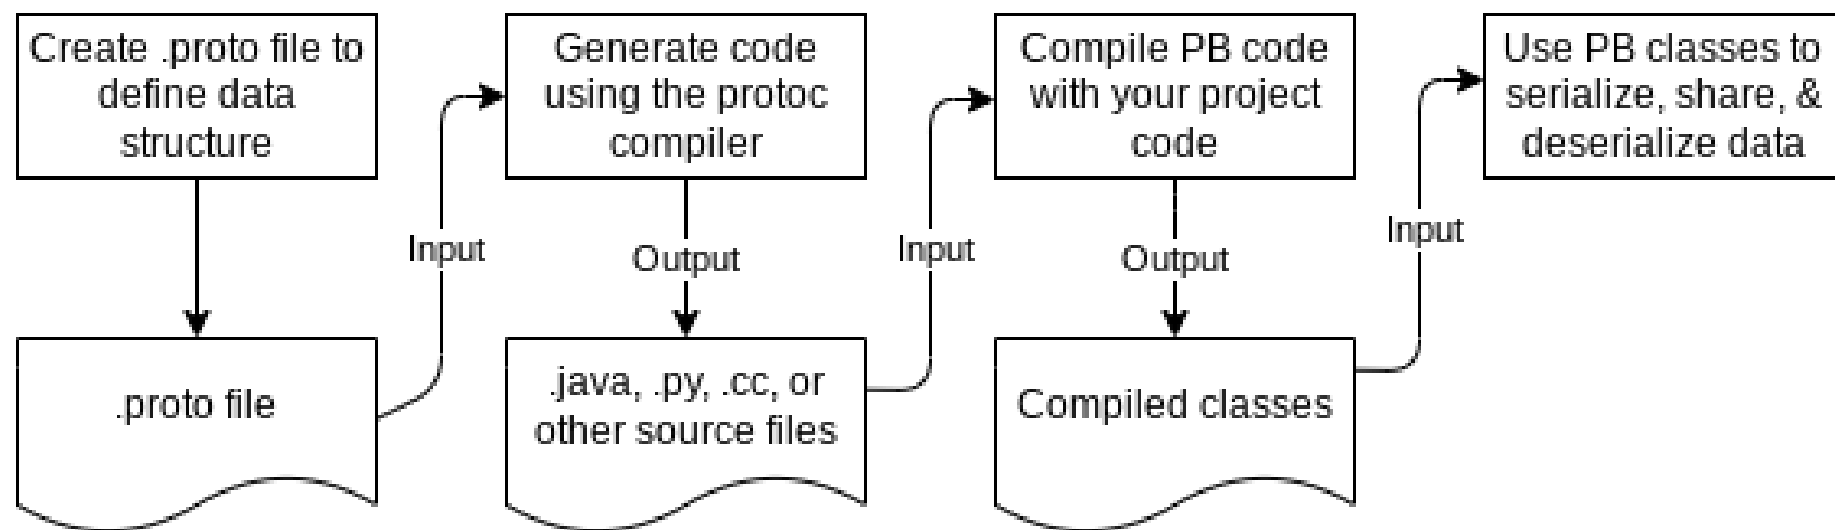 Create .proto file to
define data
structure
Generate code
using the protoc
compiler
Compile PB code
with your project
code
Use PB classes to
serialize, share, &
deserialize data
Input
Output
Input
Output
Input
.proto file
.java, .py, .cc, or
other source files
Compiled classes